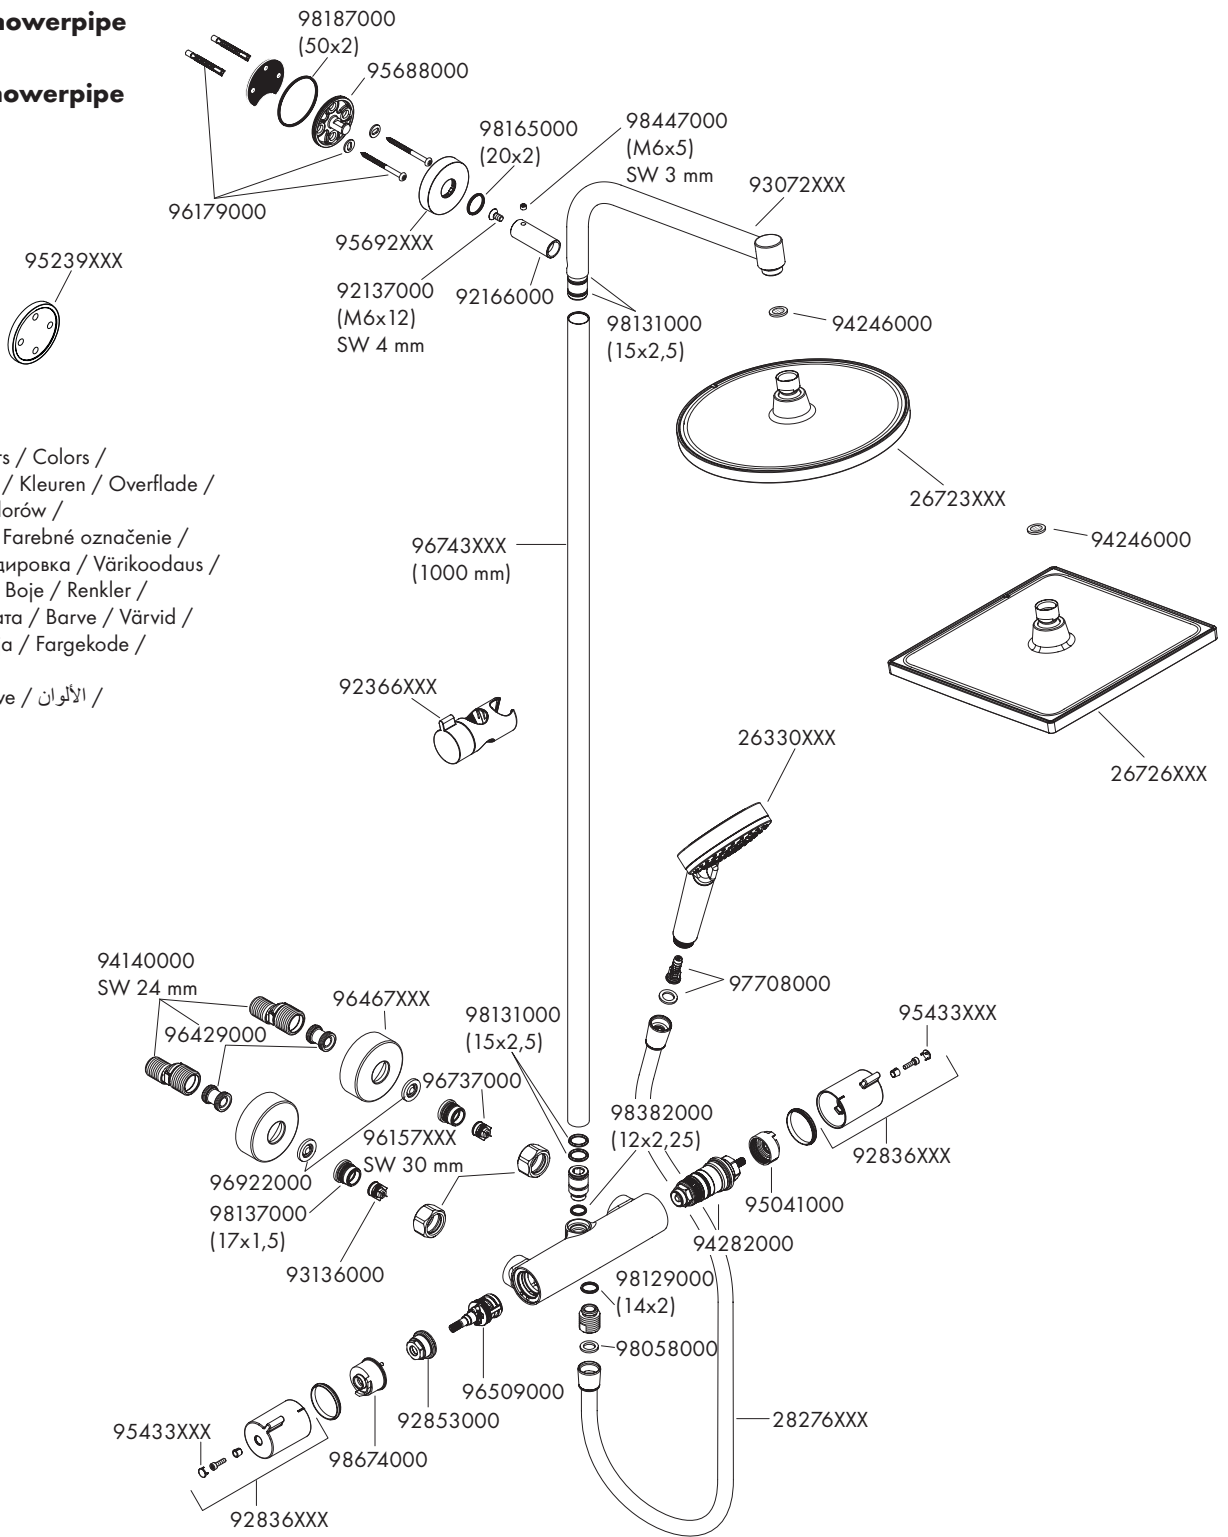 howerpipe
howerpipe
98187000
(50x2)
95688000
98165000
(20x2)
98447000
(M6x5)
SW 3 mm
93072XXX
96179000
95692XXX
95239XXX
92137000
(M6x12)
SW 4 mm
92166000
98131000
(15x2,5)
94246000
rs / Colors /
/ Kleuren / Overflade /
lorów /
Farebné označenie /
дировка / Värikoodaus /
Boje / Renkler /
ата / Barve / Värvid /
a / Fargekode /
ve / الألوان /
26723XXX
94246000
96743XXX
(1000 mm)
92366XXX
26330XXX
26726XXX
94140000
SW 24 mm
96467XXX
96429000
98131000
(15x2,5)
97708000
95433XXX
96737000
98382000
(12x2,25)
96157XXX
SW 30 mm
92836XXX
96922000
95041000
98137000
(17x1,5)
94282000
93136000
98129000
(14x2)
98058000
96509000
92853000
28276XXX
95433XXX
98674000
92836XXX